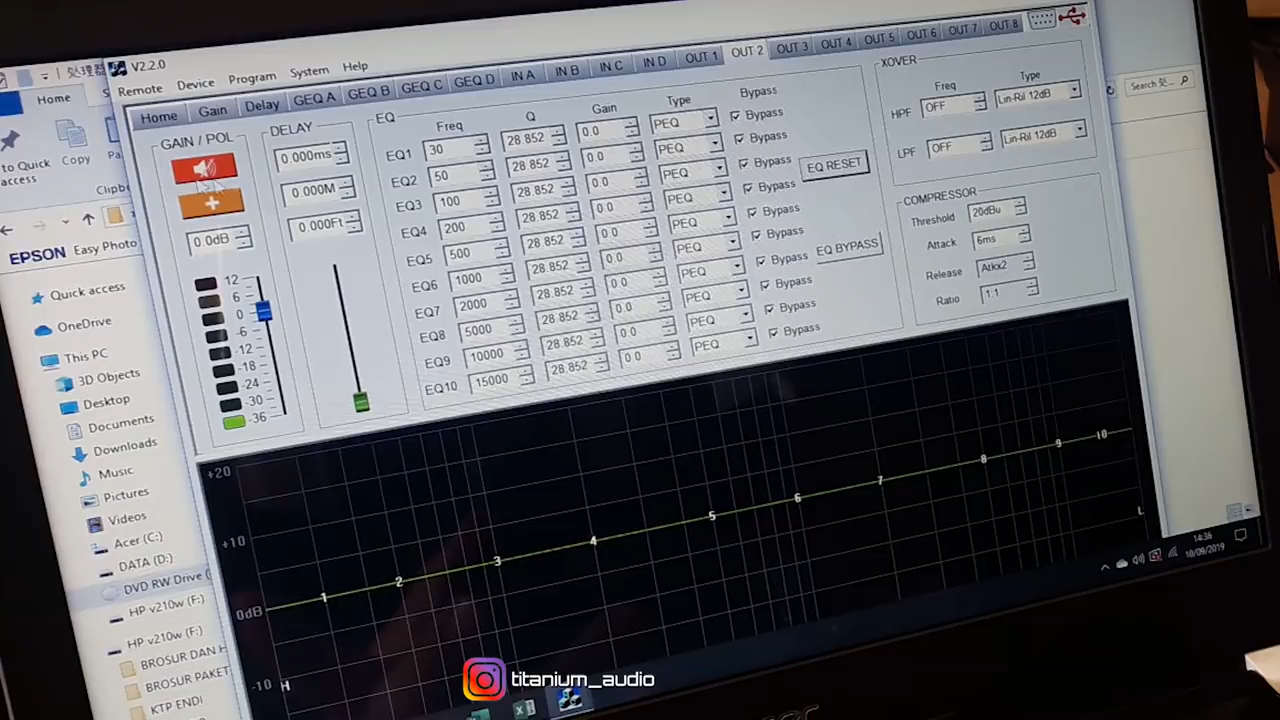 V2.2.0
Remote Device Program System Help
Home Gain Delay GEQ A GEQ B GEQ C GEQ D IN A IN B IN C IN D OUT 1 OUT 2 OUT 3 OUT 4 OUT 5 OUT 6 OUT 7 OUT 8
GAIN / POL
0.0dB
12
6
0
-6
-12
-18
-24
-30
-36
DELAY
0.000ms
0.000M
0.000Ft
EQ
Freq Q Gain Type Bypass
EQ1 30 28.852 0.0 PEQ Bypass
EQ2 50 28.852 0.0 PEQ Bypass
EQ3 100 28.852 0.0 PEQ Bypass
EQ4 200 28.852 0.0 PEQ Bypass
EQ5 500 28.852 0.0 PEQ Bypass
EQ6 1000 28.852 0.0 PEQ Bypass
EQ7 2000 28.852 0.0 PEQ Bypass
EQ8 5000 28.852 0.0 PEQ Bypass
EQ9 10000 28.852 0.0 PEQ Bypass
EQ10 15000 28.852 0.0 PEQ Bypass
EQ RESET
EQ BYPASS
XOVER
Freq Type
HPF OFF Lin-Ril 12dB
LPF OFF Lin-Ril 12dB
COMPRESSOR
Threshold 20dBu
Attack 6ms
Release Atkx2
Ratio 1:1
+20
+10
0dB
-10
1 2 3 4 5 6 7 8 9 10
H
L
Home
to Quick
access
Copy
EPSON Easy Photo
Quick access
OneDrive
This PC
3D Objects
Desktop
Documents
Downloads
Music
Pictures
Videos
Acer (C:)
DATA (D:)
DVD RW Drive (
HP v210w (F:)
HP v210w (F:)
BROSUR DAN H
BROSUR PAKET
KTP ENDI
14:36
10/09/2019
titanium_audio